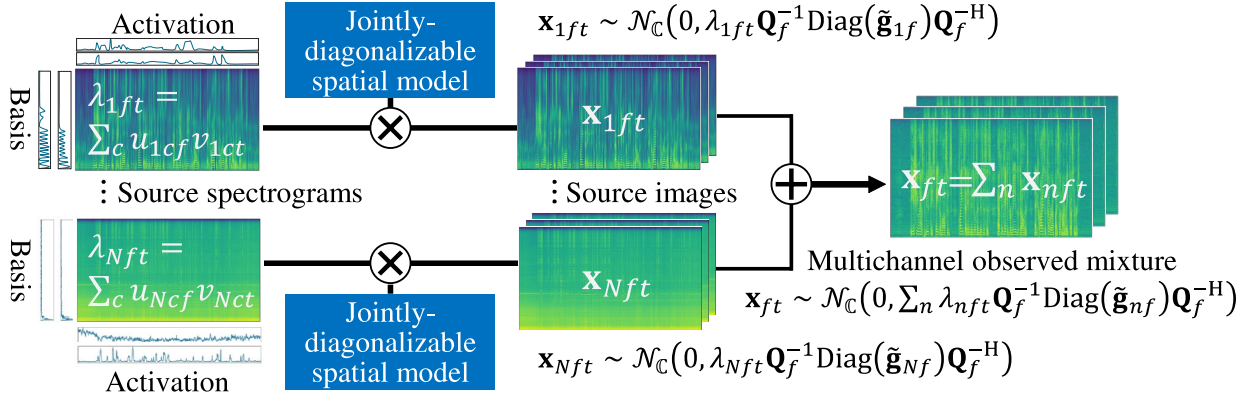 Activation
Basis
λ_{1ft} =
∑_c u_{1cf} v_{1ct}
Jointly-
diagonalizable
spatial model
⊗
𝐱_{1ft} ∼ 𝒩_ℂ(0, λ_{1ft} 𝐐_f^{-1} Diag(𝐠̃_{1f}) 𝐐_f^{-H})
𝐱_{1ft}
⋮ Source spectrograms
⋮ Source images
⊕
𝐱_{ft}=∑_n 𝐱_{nft}
Multichannel observed mixture
𝐱_{ft} ∼ 𝒩_ℂ(0, ∑_n λ_{nft} 𝐐_f^{-1} Diag(𝐠̃_{nf}) 𝐐_f^{-H})
Basis
λ_{Nft} =
∑_c u_{Ncf} v_{Nct}
⊗
𝐱_{Nft}
Jointly-
diagonalizable
spatial model
𝐱_{Nft} ∼ 𝒩_ℂ(0, λ_{Nft} 𝐐_f^{-1} Diag(𝐠̃_{Nf}) 𝐐_f^{-H})
Activation